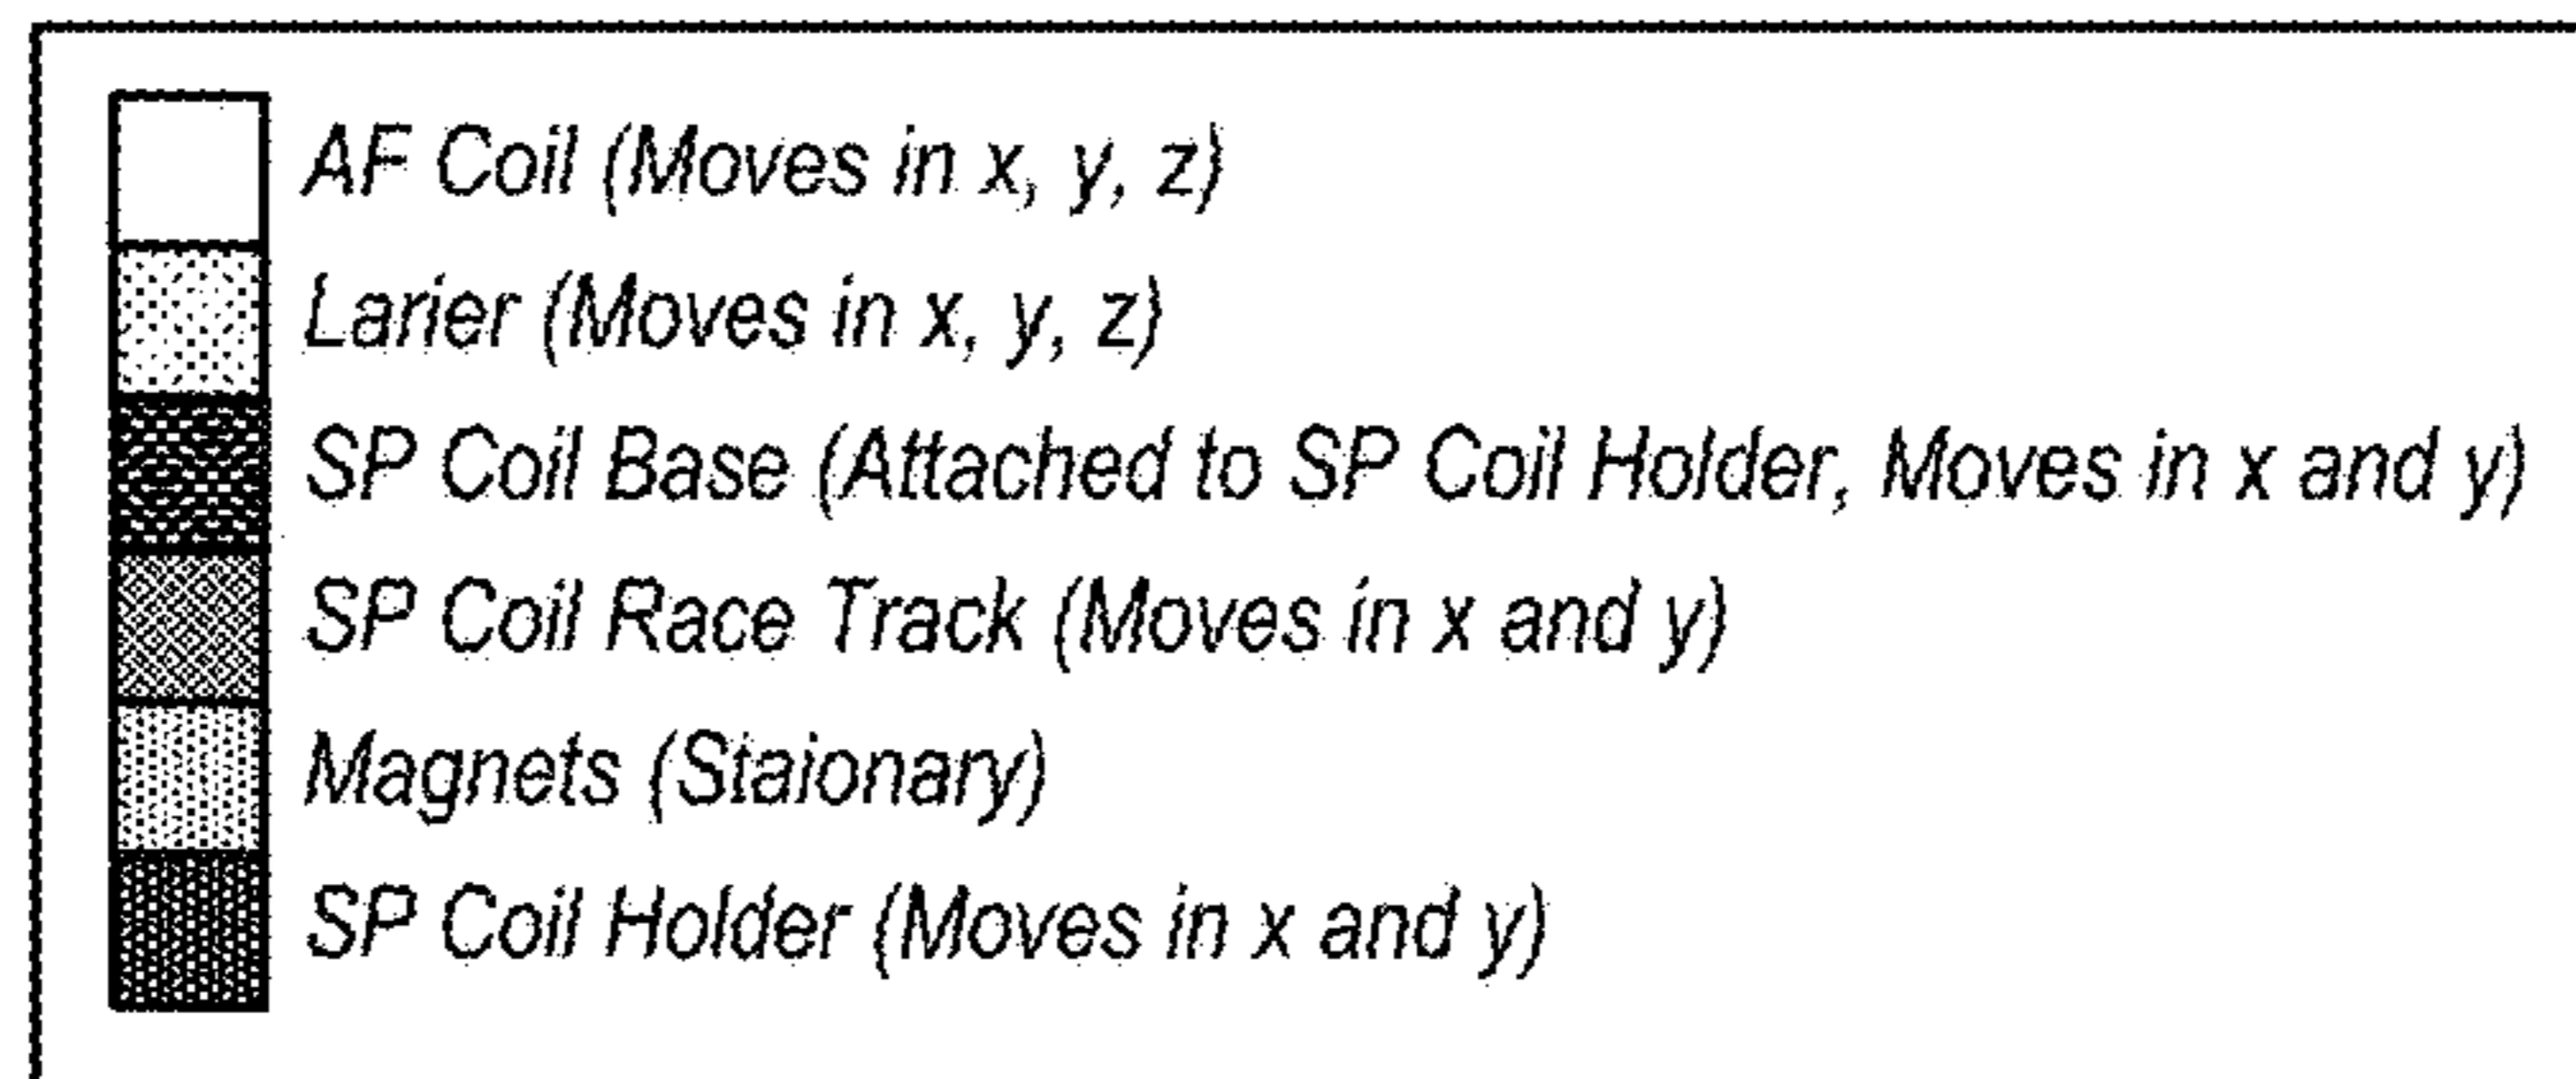 AF Coil (Moves in x, y, z)
Larier (Moves in x, y, z)
SP Coil Base (Attached to SP Coil Holder, Moves in x and y)
SP Coil Race Track (Moves in x and y)
Magnets (Staionary)
SP Coil Holder (Moves in x and y)